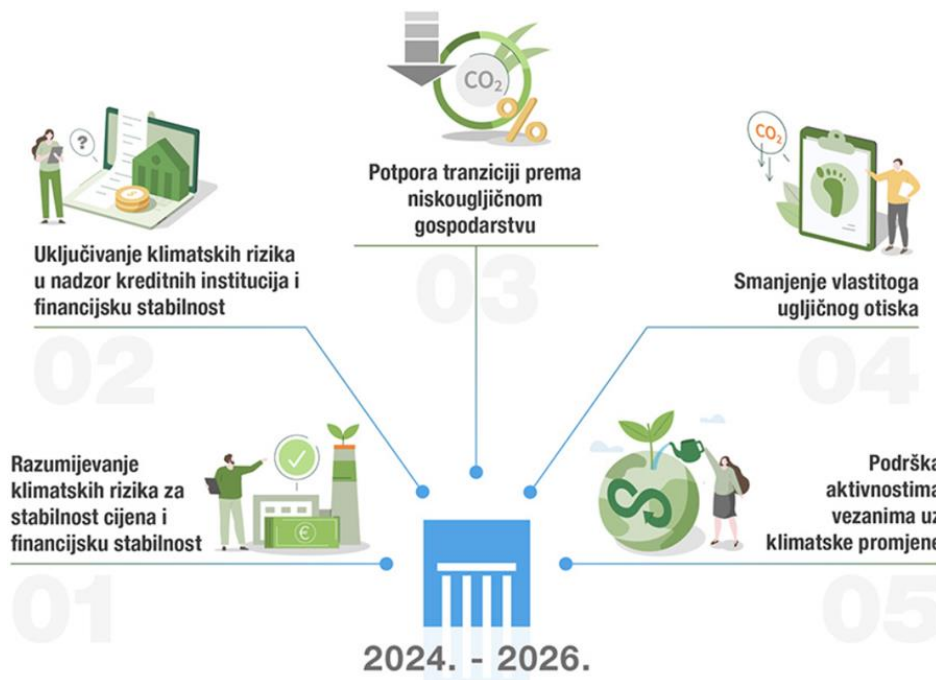 CO₂
%
Potpora tranziciji prema
niskougljičnom
gospodarstvu
03
?
$
Uključivanje klimatskih rizika
u nadzor kreditnih institucija i
financijsku stabilnost
02
CO₂
Smanjenje vlastitoga
ugljičnog otiska
04
Razumijevanje
klimatskih rizika za
stabilnost cijena i
financijsku stabilnost
01
€
Podrška
aktivnostima
vezanima uz
klimatske promjene
05
2024. - 2026.